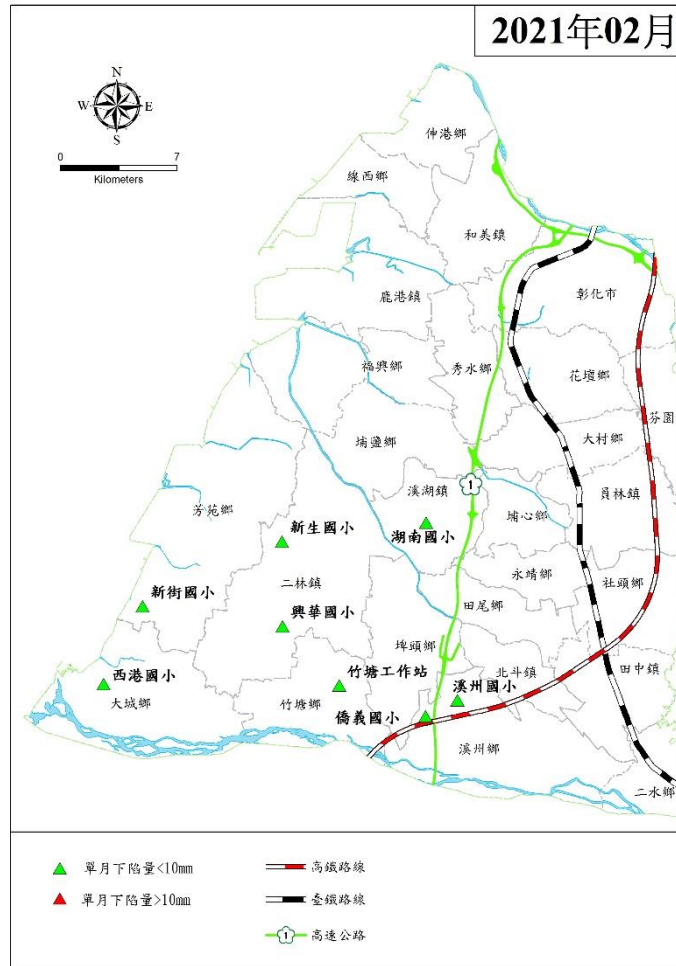 2021年02月
N
W
E
S
0
7
Kilometers
伸港鄉
線西鄉
和美鎮
鹿港鎮
彰化市
福興鄉
秀水鄉
花壇鄉
芬園
大村鄉
埔鹽鄉
溪湖鎮
1
員林鎮
芳苑鄉
埔心鄉
新生國小
湖南國小
永靖鄉
二林鎮
社頭鄉
新街國小
田尾鄉
興華國小
埤頭鄉
北斗鎮
田中鎮
西港國小
竹塘工作站
溪州國小
大城鄉
竹塘鄉
僑義國小
溪州鄉
二水鄉
單月下陷量<10mm
高鐵路線
單月下陷量>10mm
臺鐵路線
1
高速公路